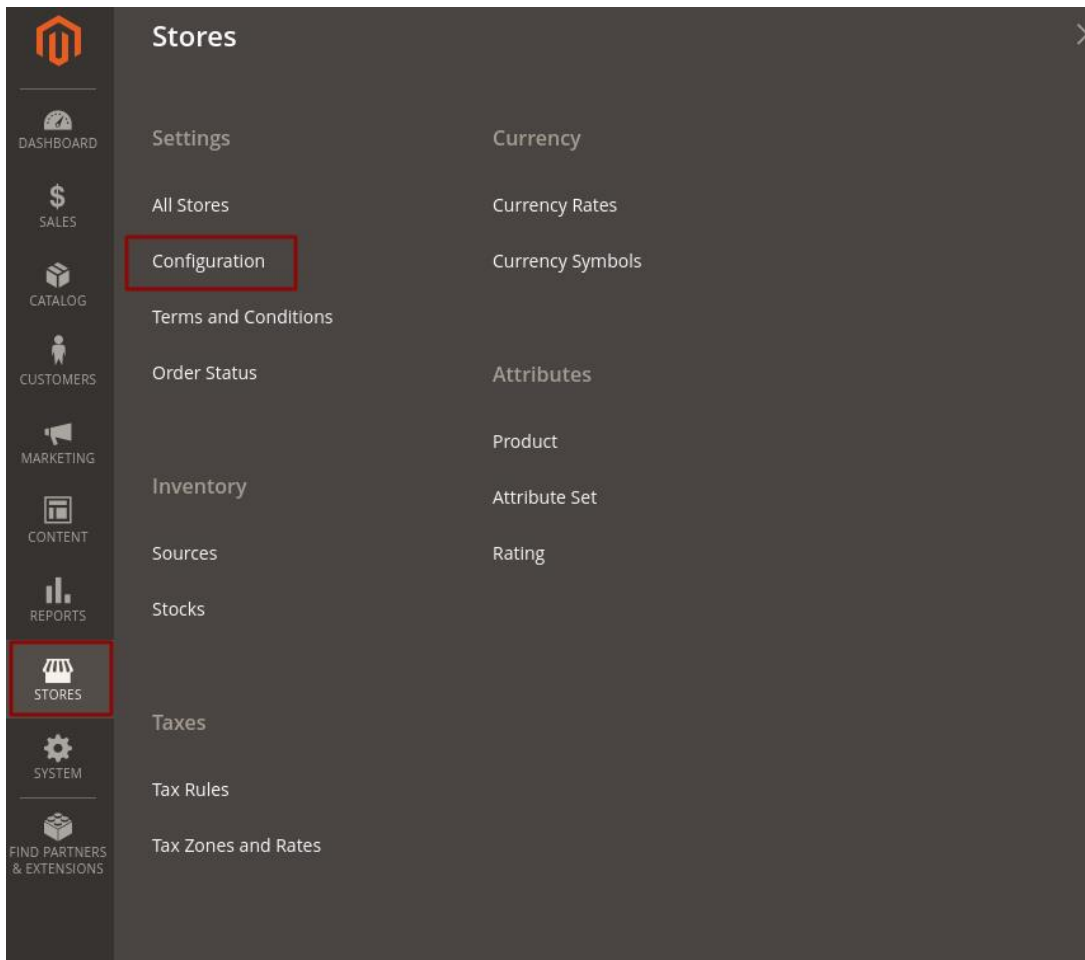 Stores
DASHBOARD
SALES
CATALOG
CUSTOMERS
MARKETING
CONTENT
REPORTS
STORES
SYSTEM
FIND PARTNERS
& EXTENSIONS
Settings
All Stores
Configuration
Terms and Conditions
Order Status
Inventory
Sources
Stocks
Taxes
Tax Rules
Tax Zones and Rates
Currency
Currency Rates
Currency Symbols
Attributes
Product
Attribute Set
Rating